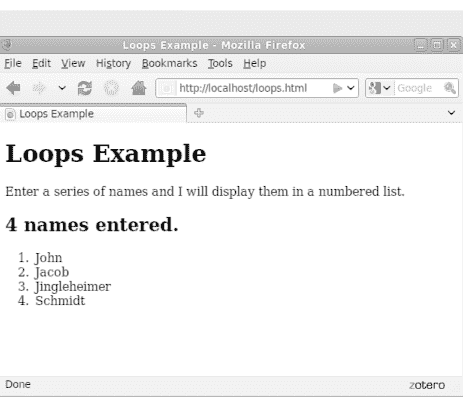 Loops Example - Mozilla Firefox
File Edit View History Bookmarks Tools Help
http://localhost/loops.html Google
Loops Example
Loops Example
Enter a series of names and I will display them in a numbered list.
4 names entered.
1. John
2. Jacob
3. Jingleheimer
4. Schmidt
Done zotero